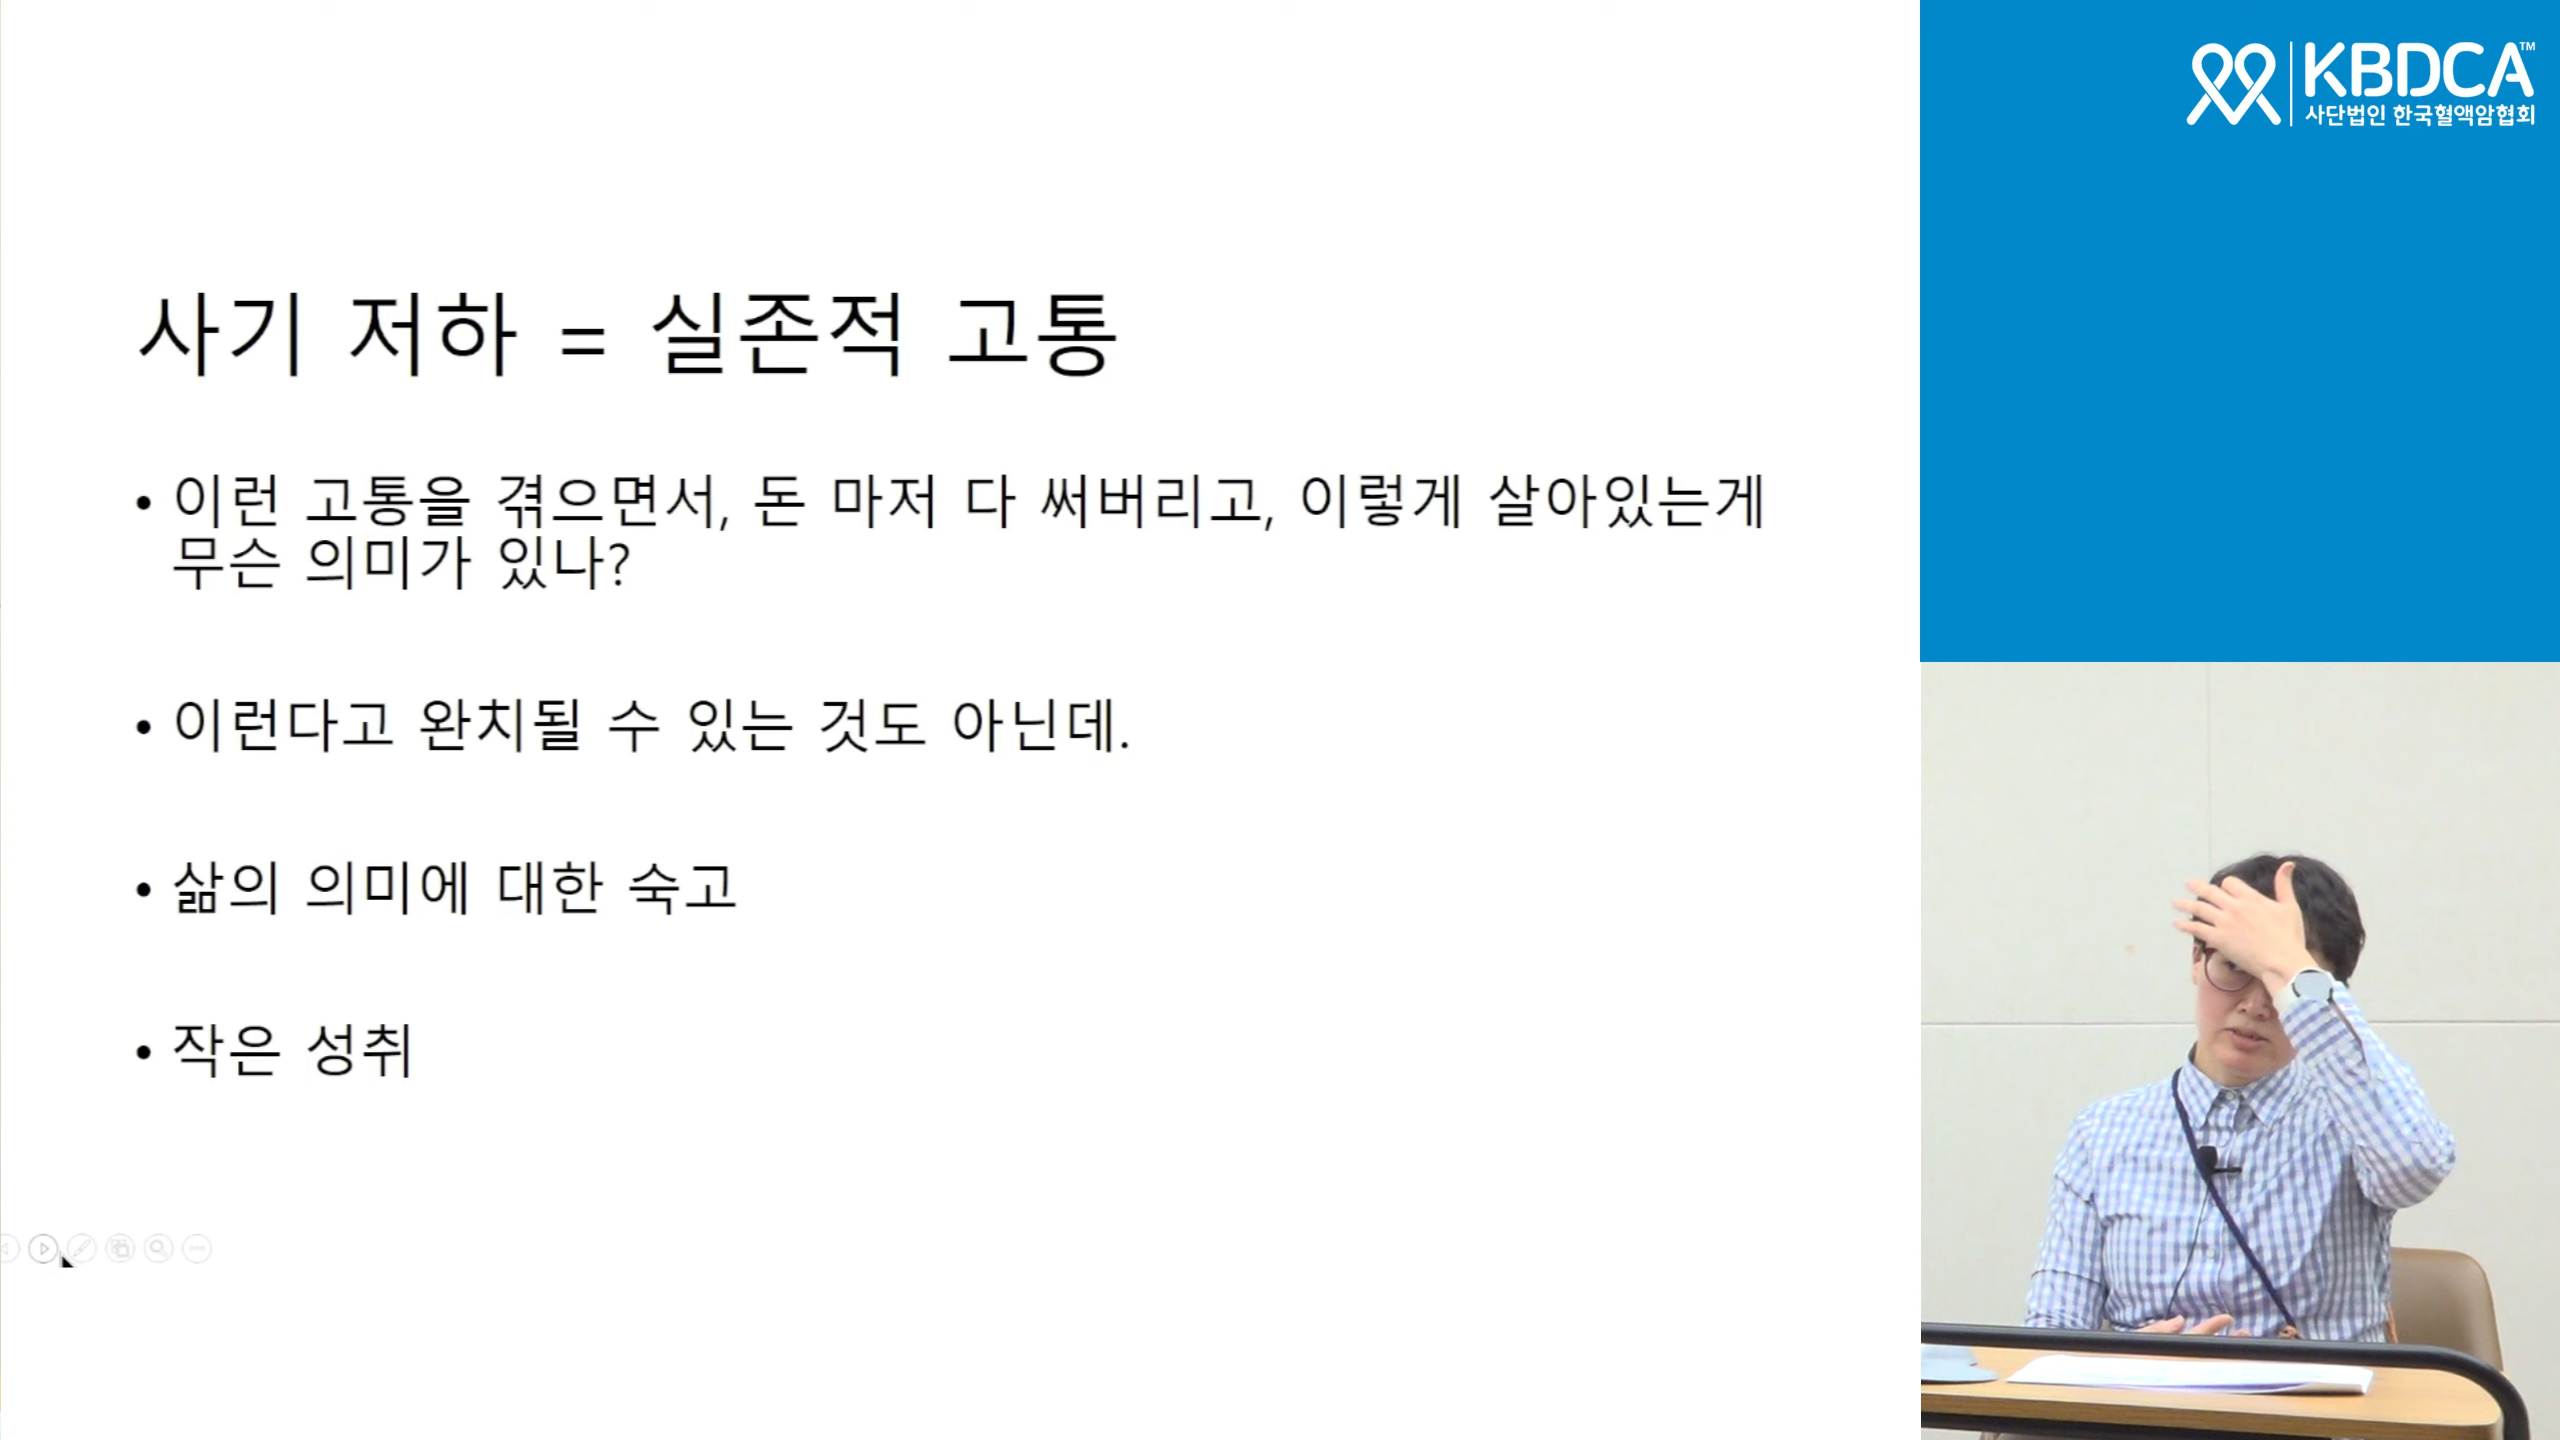 KBDCA™
사단법인 한국혈액암협회
사기 저하 = 실존적 고통
• 이런 고통을 겪으면서, 돈 마저 다 써버리고, 이렇게 살아있는게
무슨 의미가 있나?
• 이런다고 완치될 수 있는 것도 아닌데.
• 삶의 의미에 대한 숙고
• 작은 성취